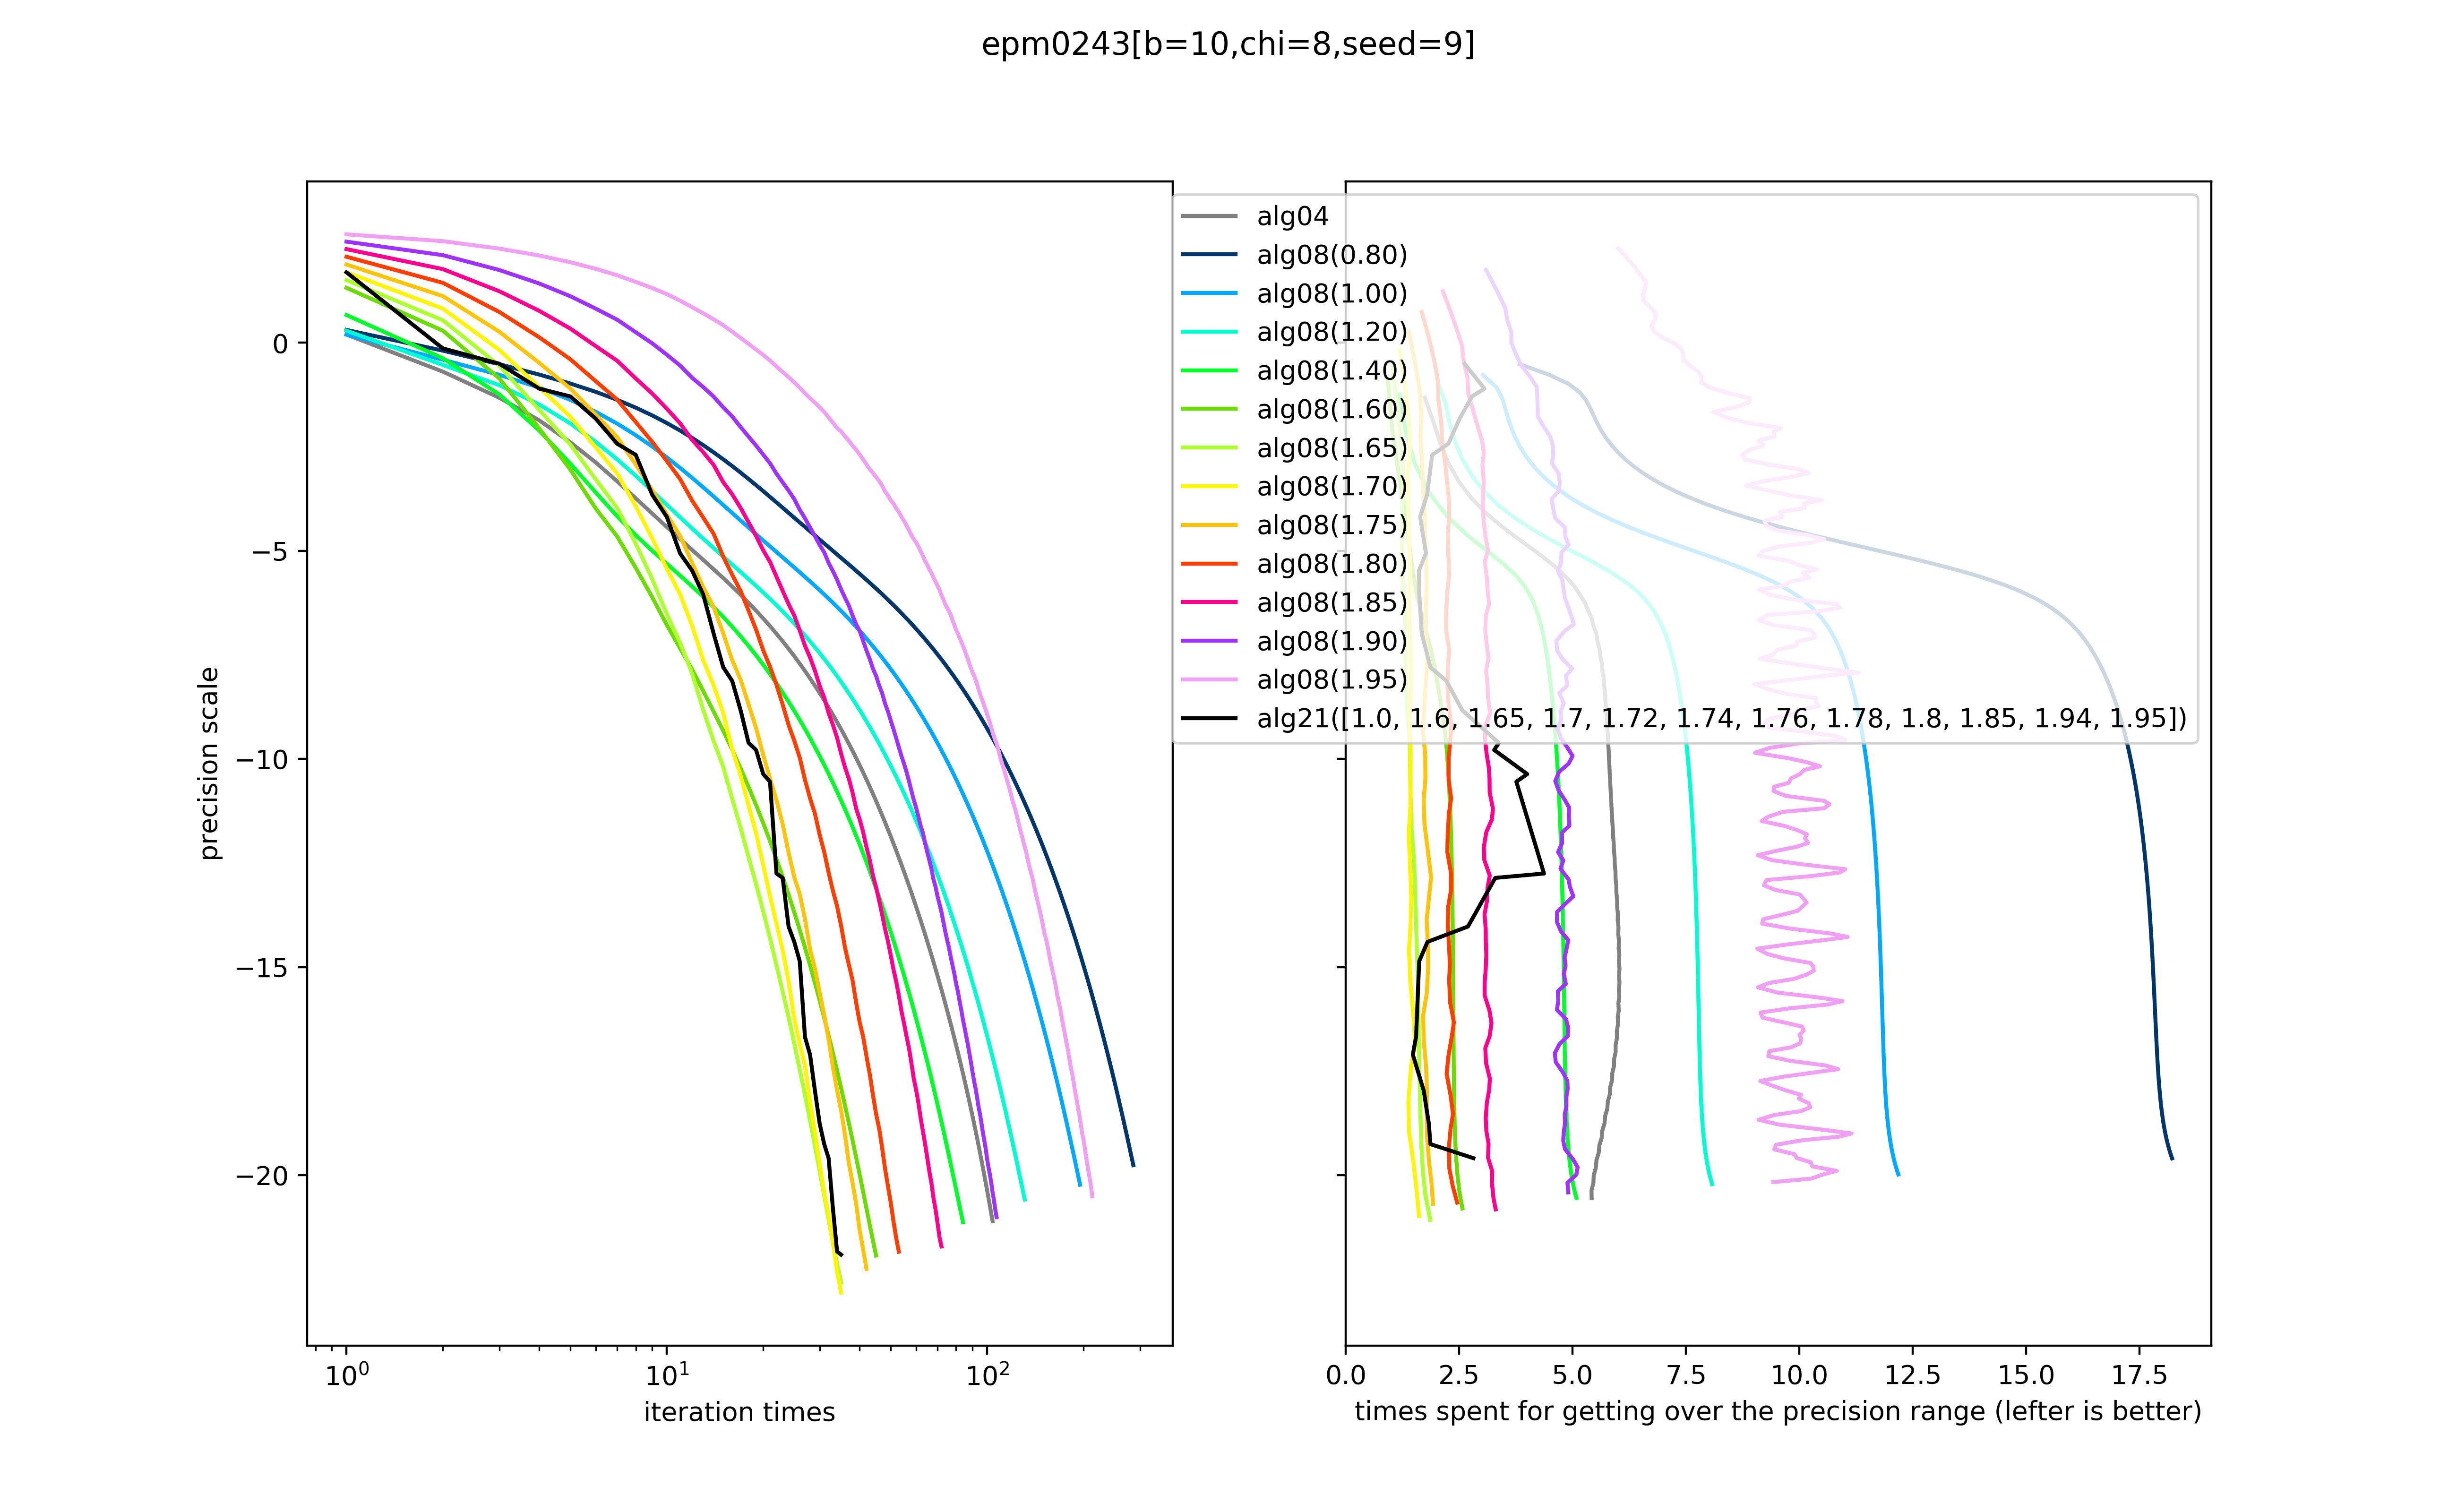 epm0243[b=10,chi=8,seed=9]
precision scale
0
−5
−10
−15
−20
10⁰
10¹
10²
iteration times
alg04
alg08(0.80)
alg08(1.00)
alg08(1.20)
alg08(1.40)
alg08(1.60)
alg08(1.65)
alg08(1.70)
alg08(1.75)
alg08(1.80)
alg08(1.85)
alg08(1.90)
alg08(1.95)
alg21([1.0, 1.6, 1.65, 1.7, 1.72, 1.74, 1.76, 1.78, 1.8, 1.85, 1.94, 1.95])
0.0 2.5 5.0 7.5 10.0 12.5 15.0 17.5
times spent for getting over the precision range (lefter is better)